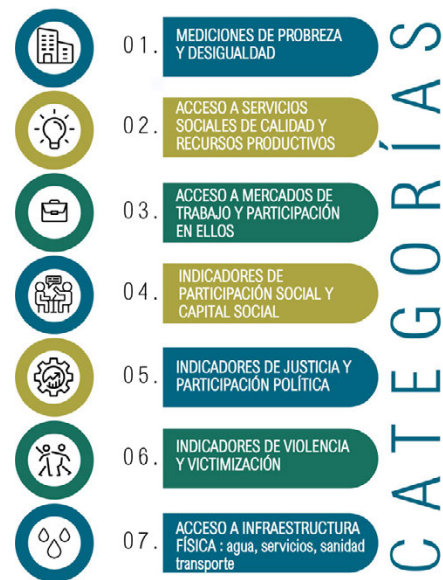 01. MEDICIONES DE PROBREZA
Y DESIGUALDAD
02. ACCESO A SERVICIOS
SOCIALES DE CALIDAD Y
RECURSOS PRODUCTIVOS
03. ACCESO A MERCADOS DE
TRABAJO Y PARTICIPACIÓN
EN ELLOS
04. INDICADORES DE
PARTICIPACIÓN SOCIAL Y
CAPITAL SOCIAL
05. INDICADORES DE JUSTICIA Y
PARTICIPACIÓN POLÍTICA
06. INDICADORES DE VIOLENCIA
Y VICTIMIZACIÓN
07. ACCESO A INFRAESTRUCTURA
FÍSICA : agua, servicios, sanidad
transporte
CATEGORÍAS